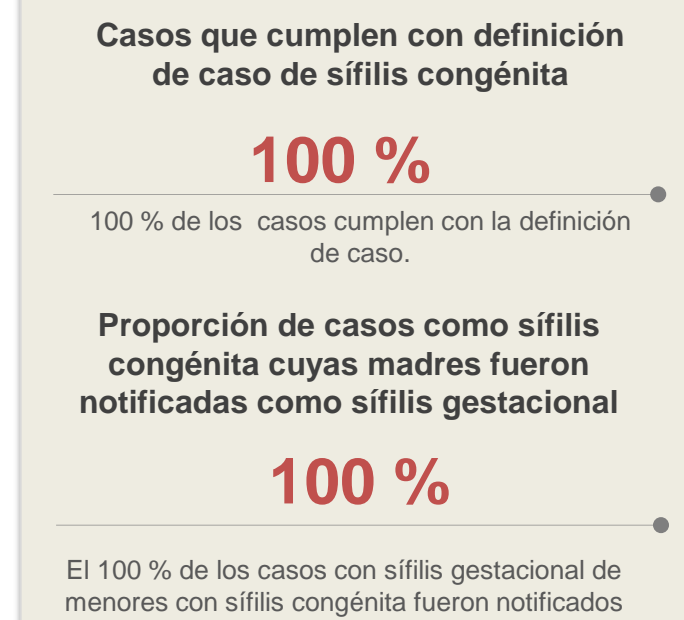 Casos que cumplen con definición
de caso de sífilis congénita
100 %
100 % de los  casos cumplen con la definición
de caso.
Proporción de casos como sífilis
congénita cuyas madres fueron
notificadas como sífilis gestacional
100 %
El 100 % de los casos con sífilis gestacional de
menores con sífilis congénita fueron notificados